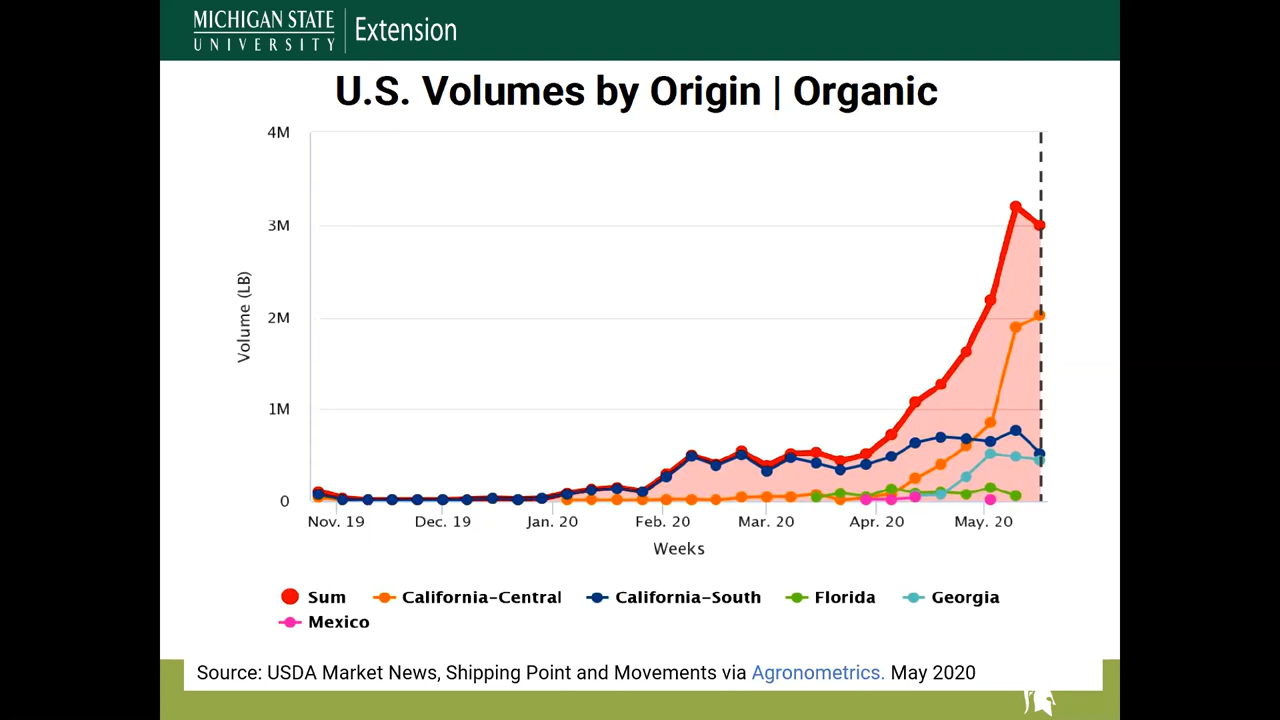 MICHIGAN STATE
UNIVERSITY
Extension
U.S. Volumes by Origin | Organic
4M
3M
2M
1M
0
Volume (LB)
Nov. 19 Dec. 19 Jan. 20 Feb. 20 Mar. 20 Apr. 20 May. 20
Weeks
Sum California-Central California-South Florida Georgia
Mexico
Source: USDA Market News, Shipping Point and Movements via Agronometrics. May 2020